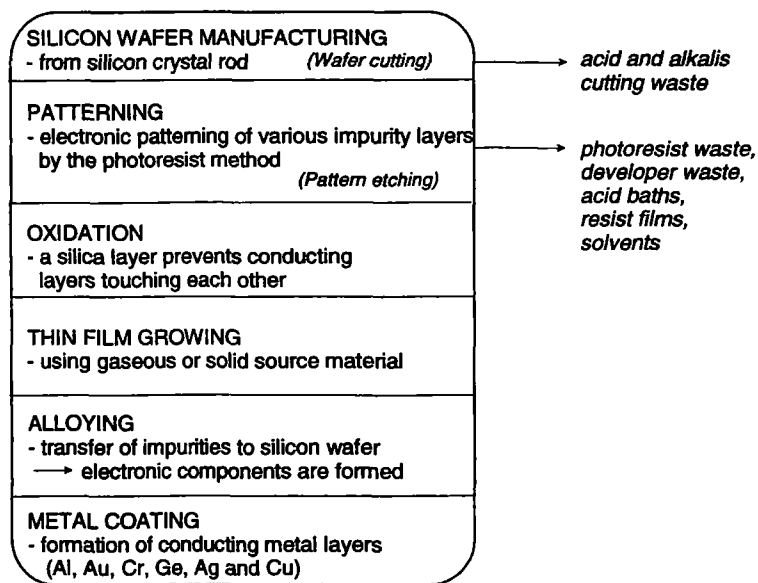 SILICON WAFER MANUFACTURING
- from silicon crystal rod (Wafer cutting)
acid and alkalis
cutting waste
PATTERNING
- electronic patterning of various impurity layers
by the photoresist method
(Pattern etching)
photoresist waste,
developer waste,
acid baths,
resist films,
solvents
OXIDATION
- a silica layer prevents conducting
layers touching each other
THIN FILM GROWING
- using gaseous or solid source material
ALLOYING
- transfer of impurities to silicon wafer
→ electronic components are formed
METAL COATING
- formation of conducting metal layers
(Al, Au, Cr, Ge, Ag and Cu)